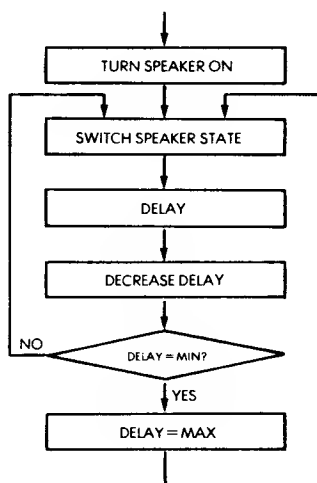 TURN SPEAKER ON
SWITCH SPEAKER STATE
DELAY
DECREASE DELAY
NO
DELAY = MIN?
YES
DELAY = MAX